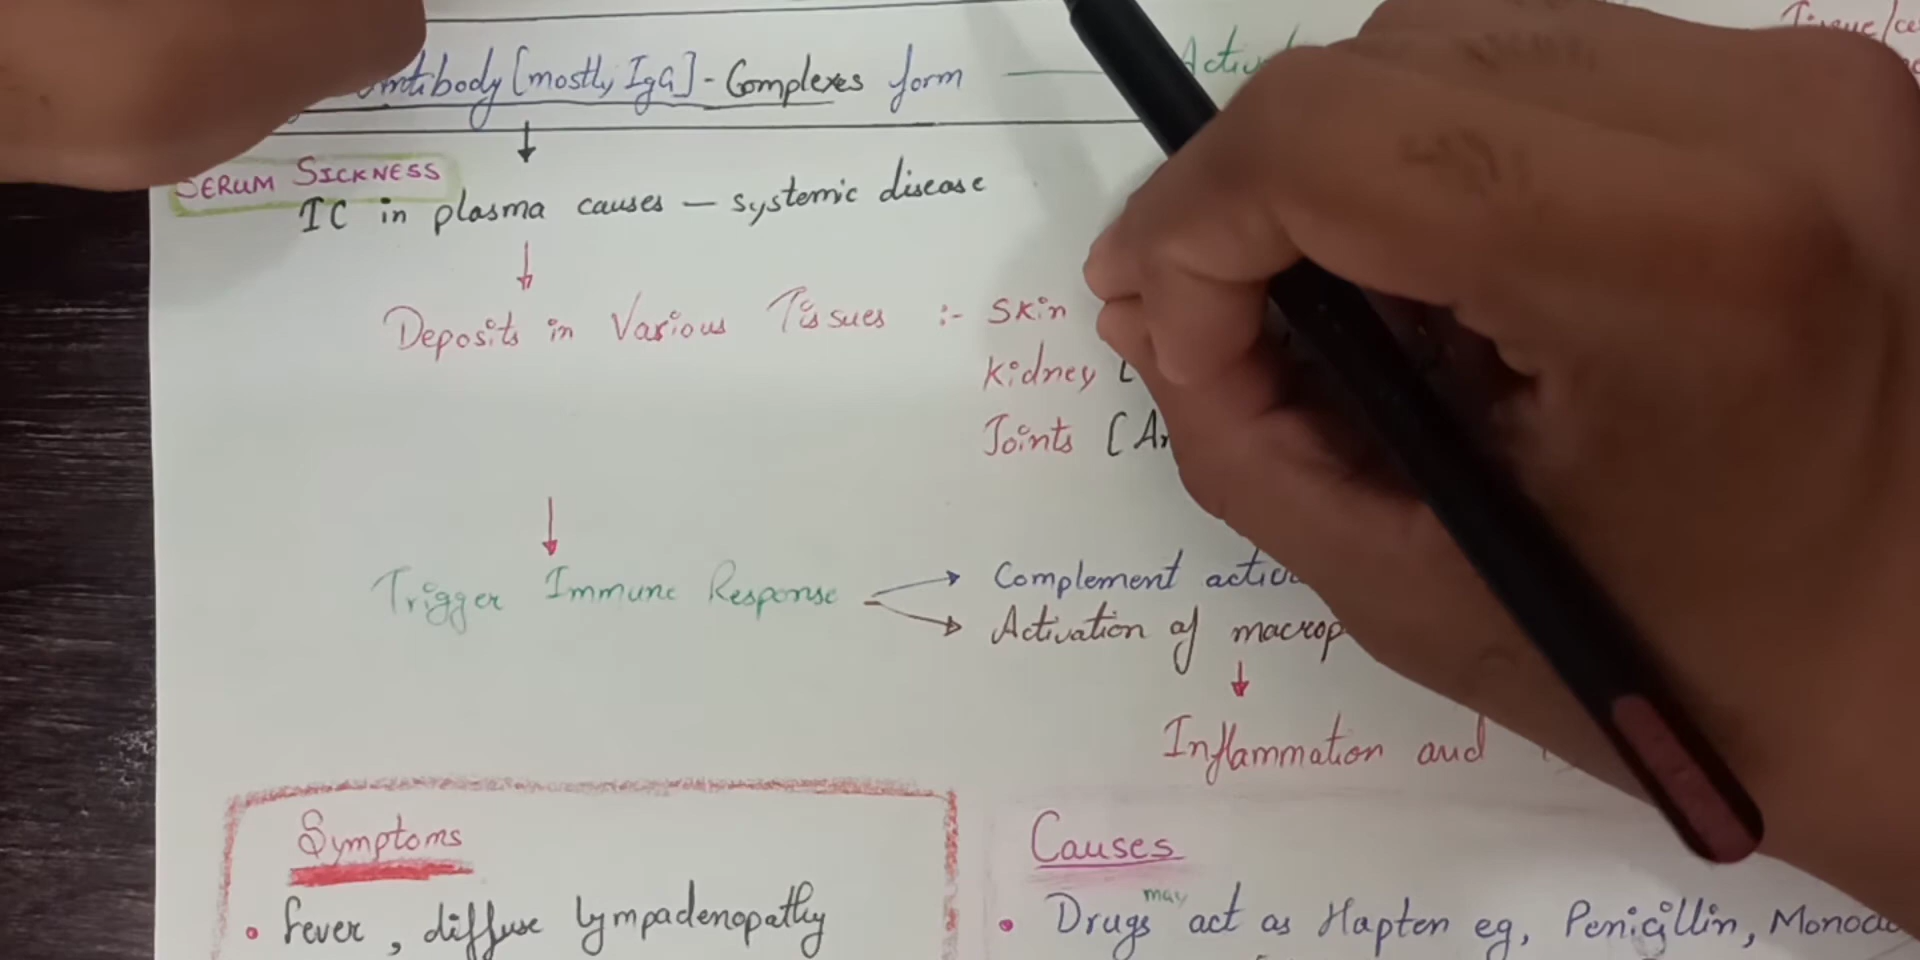 antibody [mostly IgG] - Complexes form
SERUM SICKNESS
IC in plasma causes — systemic disease
Deposits in Various Tissues :- Skin
Kidney [
Joints [
Trigger Immune Response
Complement
Activation of
Inflammation and
Symptoms
• fever, diffuse lympadenopathy
Causes
• Drugs may act as Hapten eg, Penicillin,